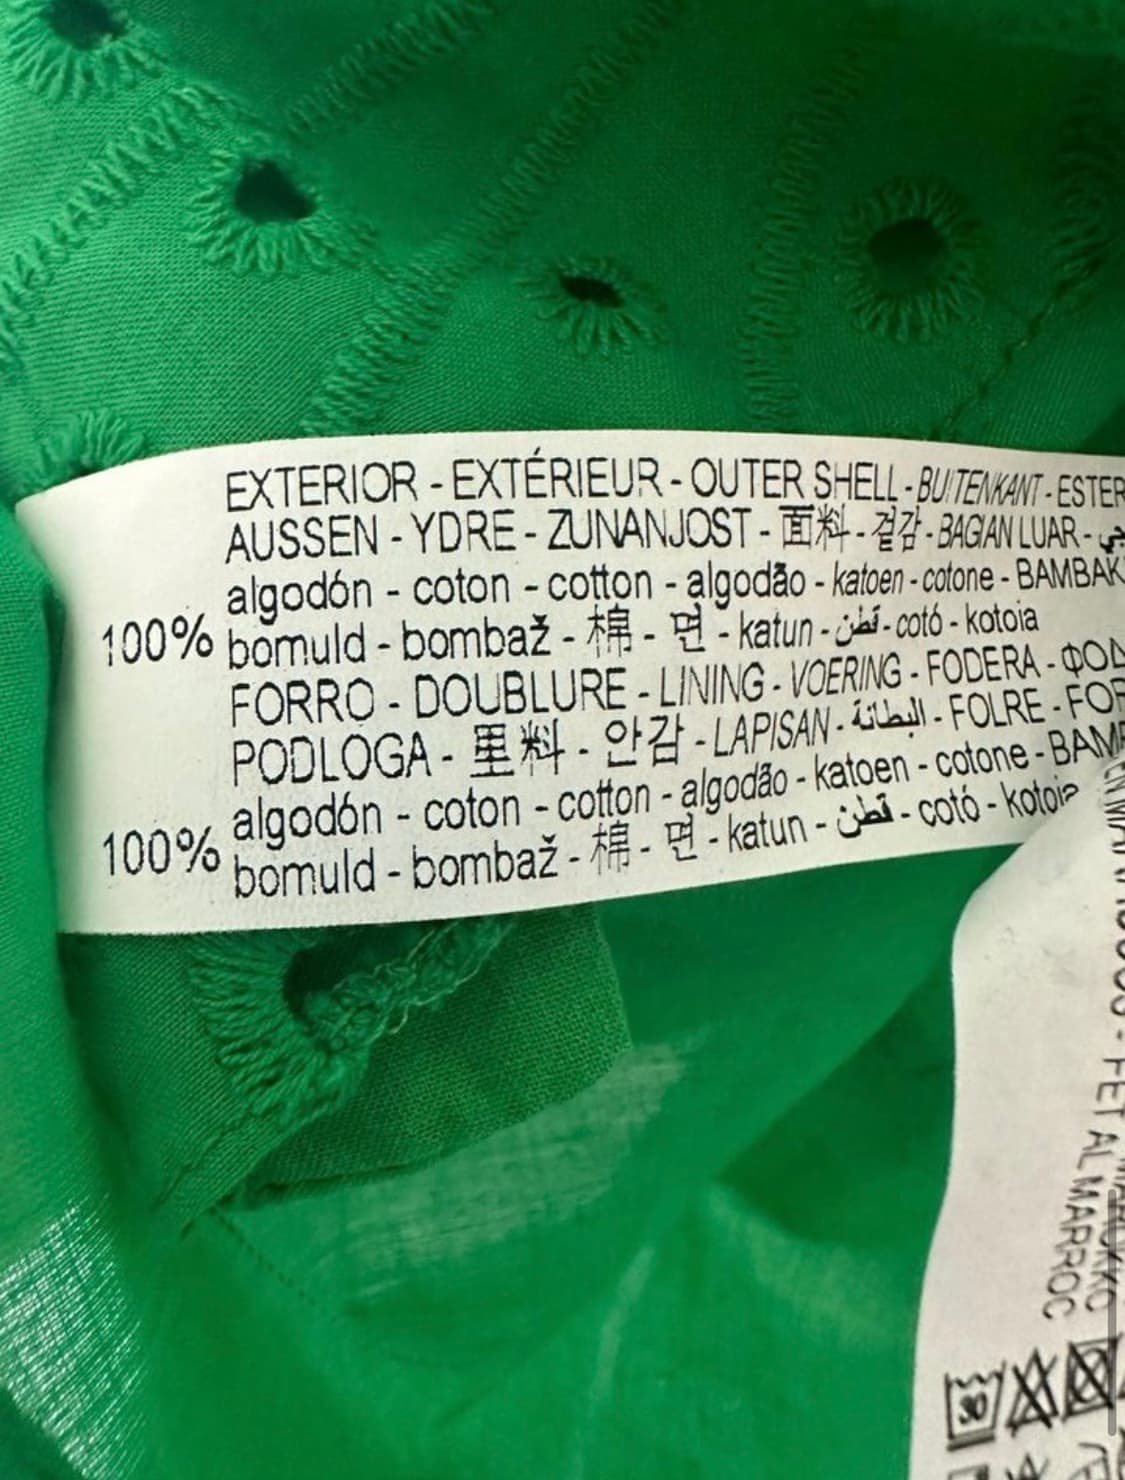 EXTERIOR - EXTÉRIEUR - OUTER SHELL - BUITENKANT - ESTER
AUSSEN - YDRE - ZUNANJOST - 面料 - 겉감 - BAGIAN LUAR -
algodón - coton - cotton - algodão - katoen - cotone - BAMBAK
100% bomuld - bombaž - 棉 - 면 - katun - قطن - cotó - kotoia
FORRO - DOUBLURE - LINING - VOERING - FODERA - ΦΟΔ
PODLOGA - 里料 - 안감 - LAPISAN - البطانة - FOLRE - FOR
algodón - coton - cotton - algodão - katoen - cotone - BAM
100% bomuld - bombaž - 棉 - 면 - katun - قطن - cotó - kotoia
FET AL MARROC
30